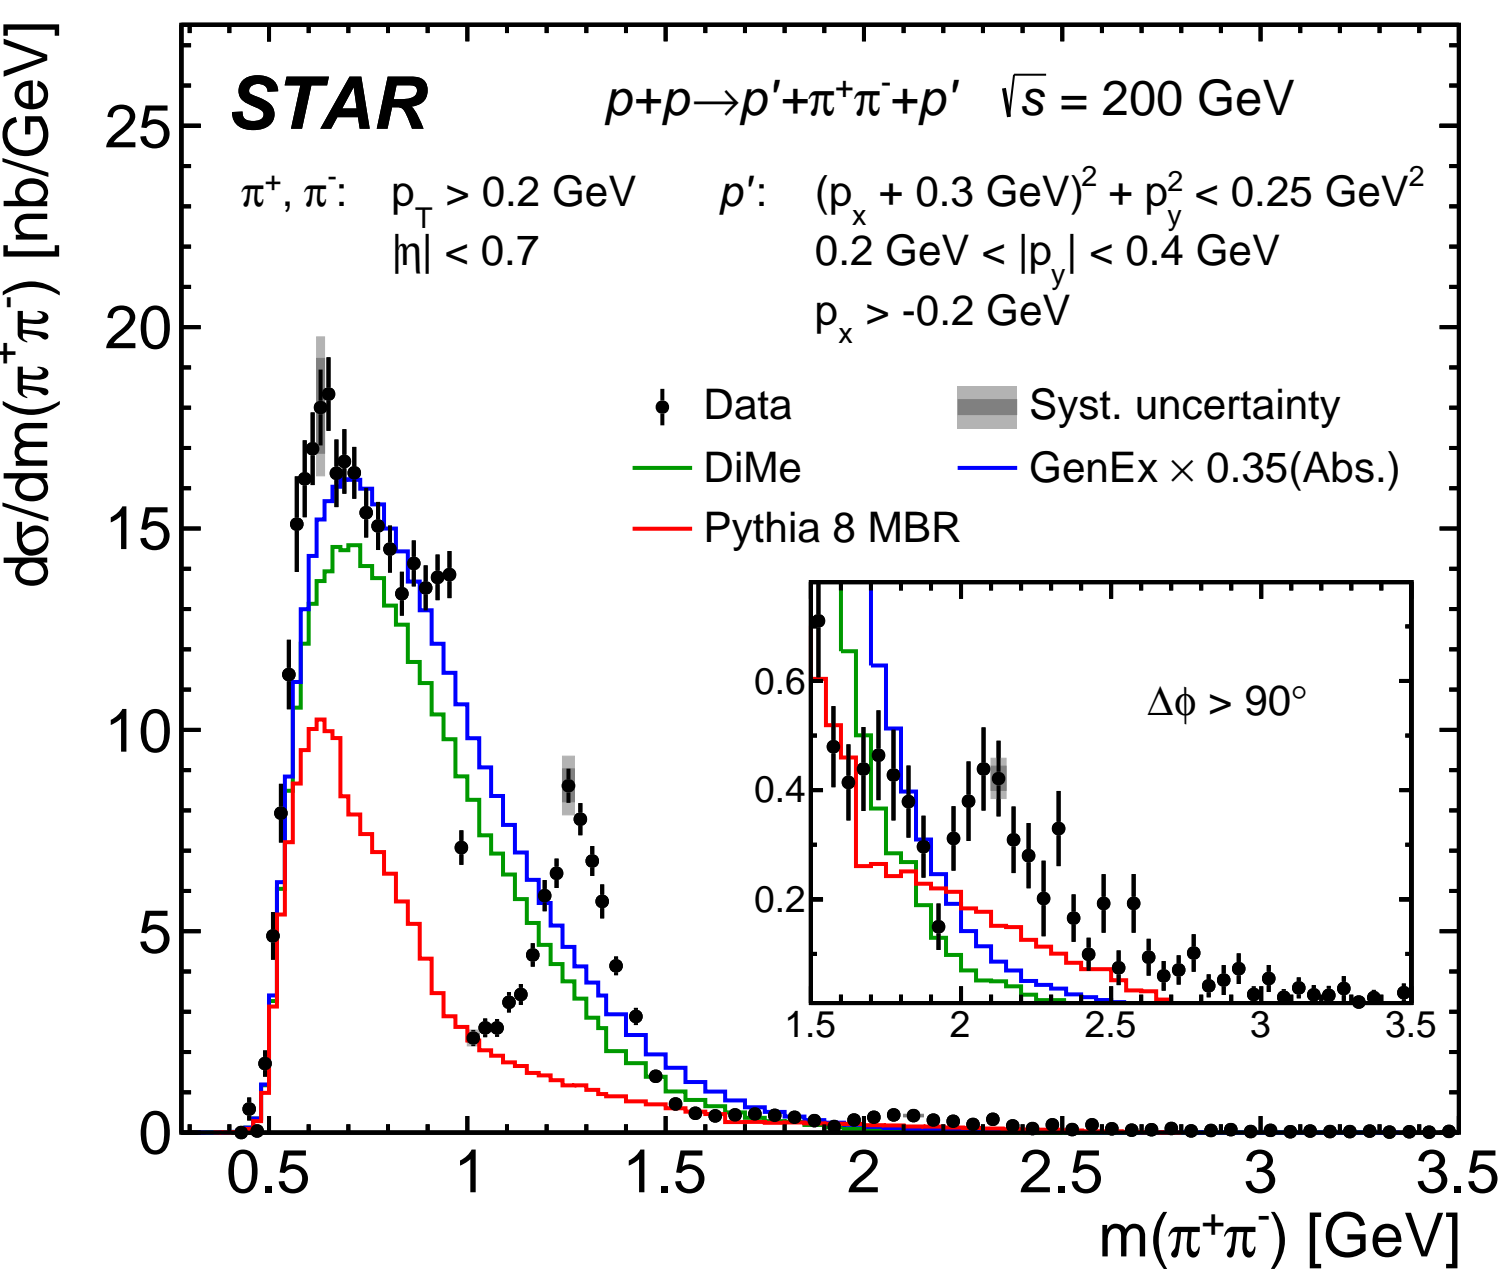 dσ/dm(π⁺π⁻) [nb/GeV]
25
20
15
10
5
0
STAR
p+p→p′+π⁺π⁻+p′ √s = 200 GeV
π⁺, π⁻: p_T > 0.2 GeV p′: (p_x + 0.3 GeV)² + p_y² < 0.25 GeV²
|η| < 0.7 0.2 GeV < |p_y| < 0.4 GeV
p_x > -0.2 GeV
Data Syst. uncertainty
DiMe GenEx × 0.35(Abs.)
Pythia 8 MBR
Δϕ > 90°
0.6
0.4
0.2
1.5 2 2.5 3 3.5
0.5 1 1.5 2 2.5 3 3.5
m(π⁺π⁻) [GeV]